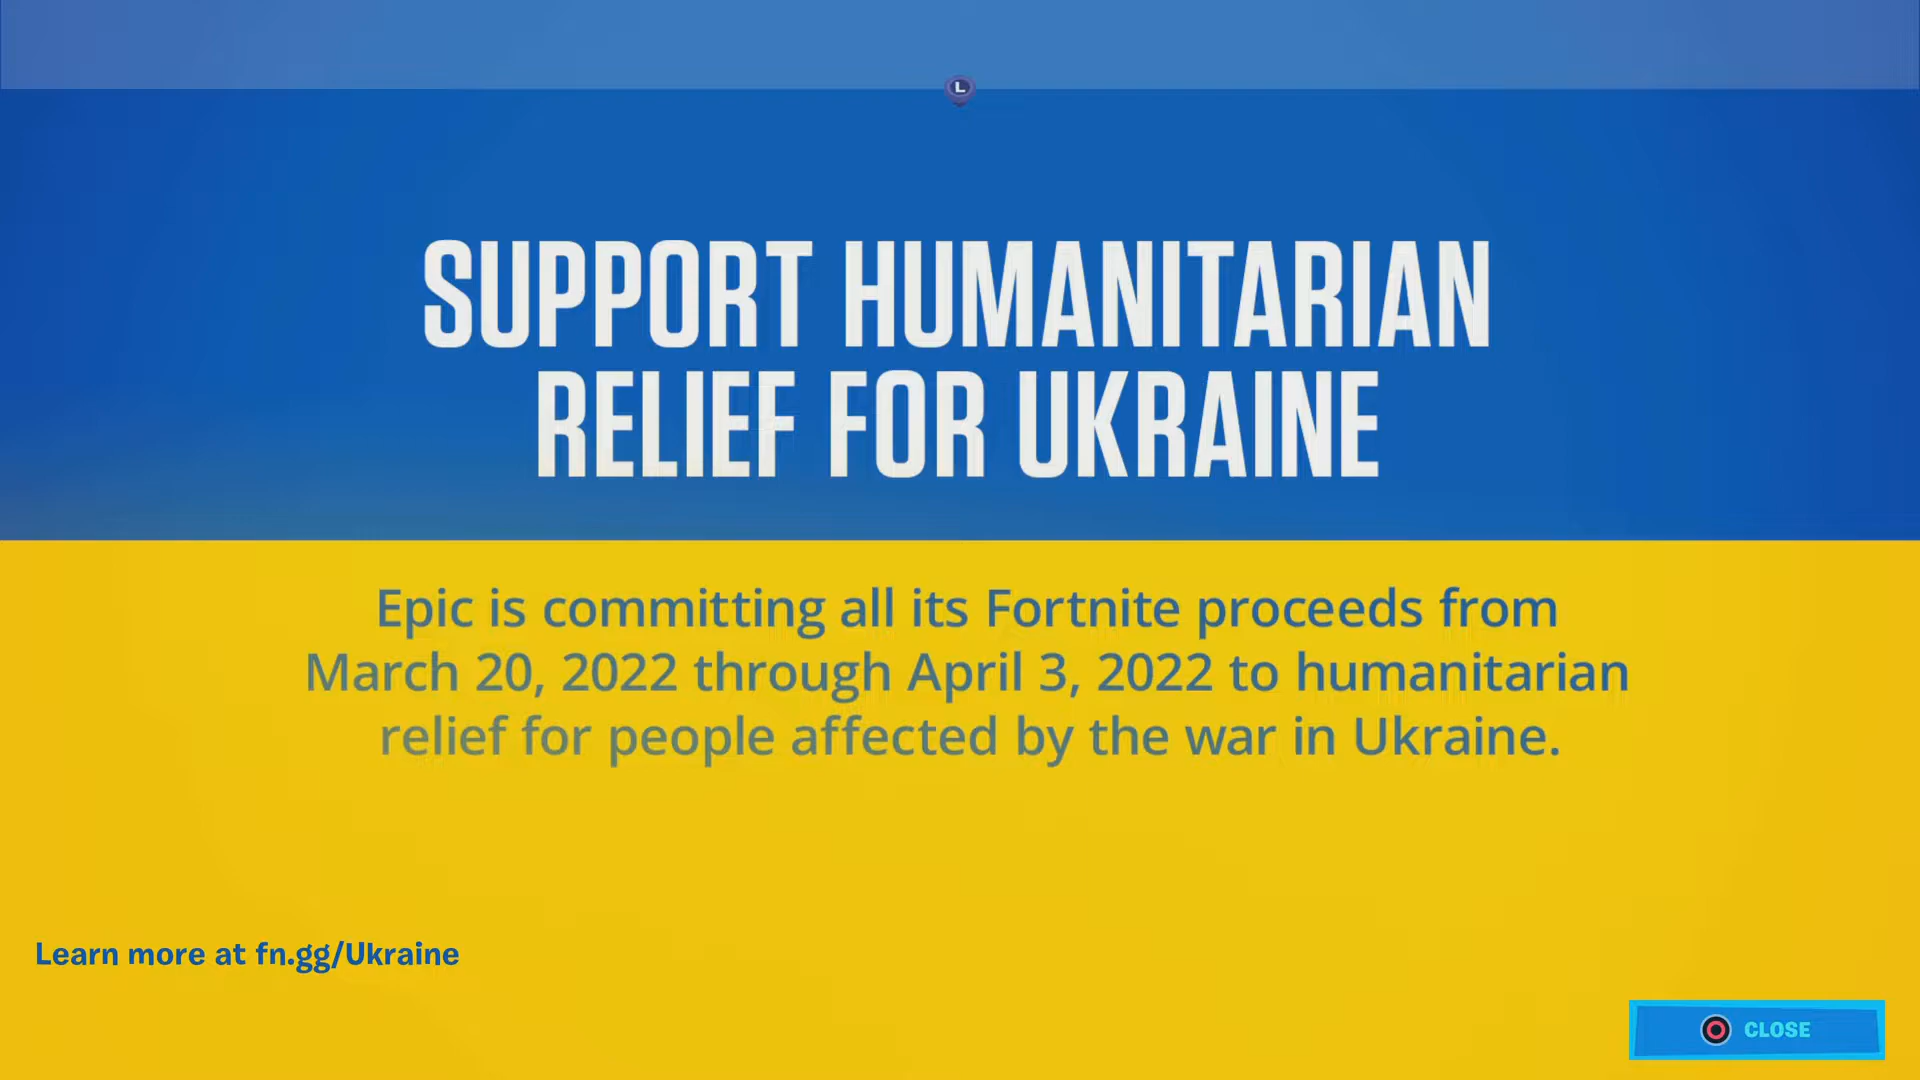 L
SUPPORT HUMANITARIAN
RELIEF FOR UKRAINE
Epic is committing all its Fortnite proceeds from
March 20, 2022 through April 3, 2022 to humanitarian
relief for people affected by the war in Ukraine.
Learn more at fn.gg/Ukraine
CLOSE